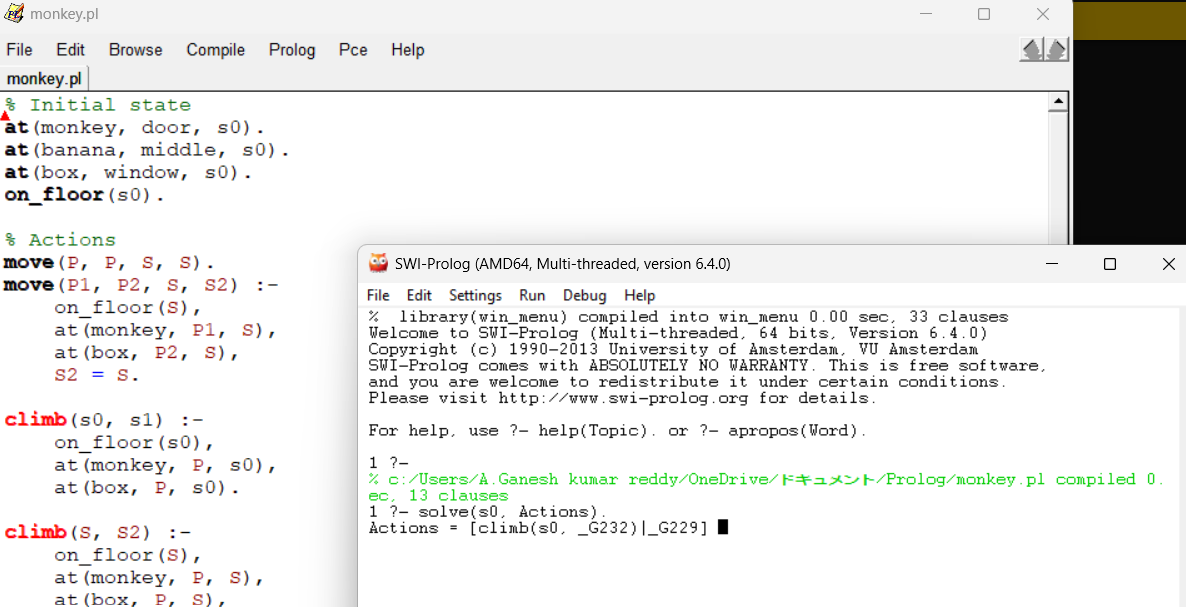 monkey.pl
File Edit Browse Compile Prolog Pce Help
monkey.pl
% Initial state
at(monkey, door, s0).
at(banana, middle, s0).
at(box, window, s0).
on_floor(s0).
% Actions
move(P, P, S, S).
move(P1, P2, S, S2) :-
    on_floor(S),
    at(monkey, P1, S),
    at(box, P2, S),
    S2 = S.
climb(s0, s1) :-
    on_floor(s0),
    at(monkey, P, s0),
    at(box, P, s0).
climb(S, S2) :-
    on_floor(S),
    at(monkey, P, S),
    at(box, P, S),
SWI-Prolog (AMD64, Multi-threaded, version 6.4.0)
File Edit Settings Run Debug Help
%  library(win_menu) compiled into win_menu 0.00 sec, 33 clauses
Welcome to SWI-Prolog (Multi-threaded, 64 bits, Version 6.4.0)
Copyright (c) 1990-2013 University of Amsterdam, VU Amsterdam
SWI-Prolog comes with ABSOLUTELY NO WARRANTY. This is free software,
and you are welcome to redistribute it under certain conditions.
Please visit http://www.swi-prolog.org for details.
For help, use ?- help(Topic). or ?- apropos(Word).
1 ?-
% c:/Users/A.Ganesh kumar reddy/OneDrive/ドキュメント/Prolog/monkey.pl compiled 0.
ec, 13 clauses
1 ?- solve(s0, Actions).
Actions = [climb(s0, _G232)|_G229]